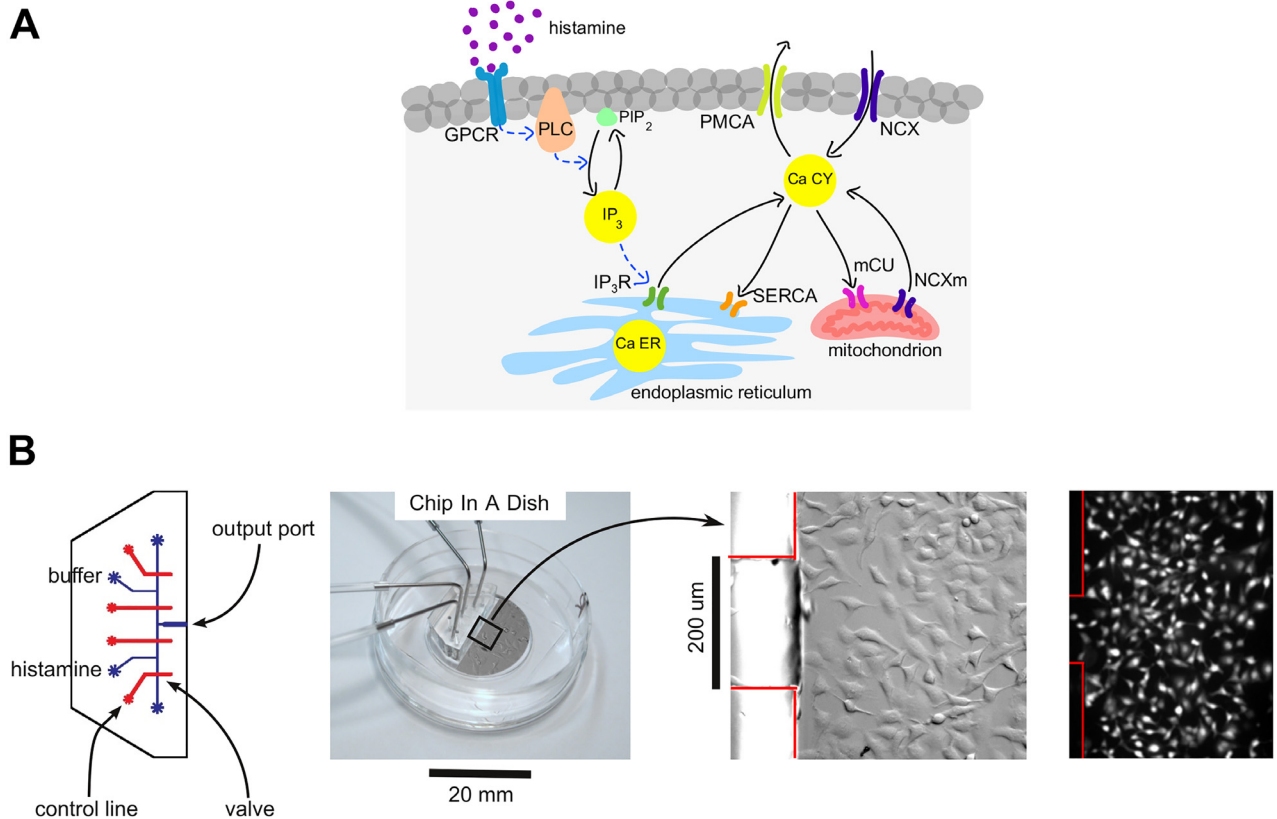 A
histamine
GPCR
PLC
PIP2
PMCA
NCX
Ca CY
IP3
IP3R
SERCA
mCU
NCXm
Ca ER
mitochondrion
endoplasmic reticulum
B
Chip In A Dish
output port
buffer
histamine
control line
valve
20 mm
200 um